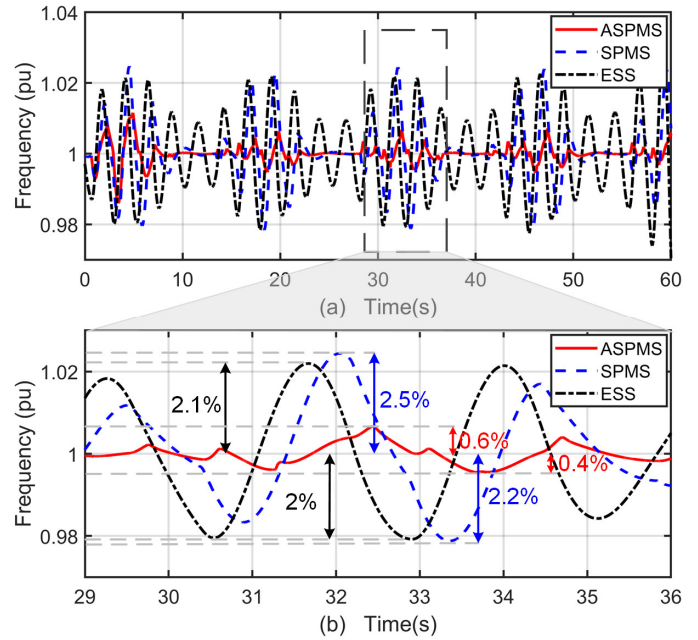 1.04
1.02
1
0.98
Frequency (pu)
ASPMS
SPMS
ESS
0 10 20 30 40 50 60
(a) Time(s)
1.02
1
0.98
Frequency (pu)
ASPMS
SPMS
ESS
2.1%
2.5%
0.6%
0.4%
2%
2.2%
29 30 31 32 33 34 35 36
(b) Time(s)